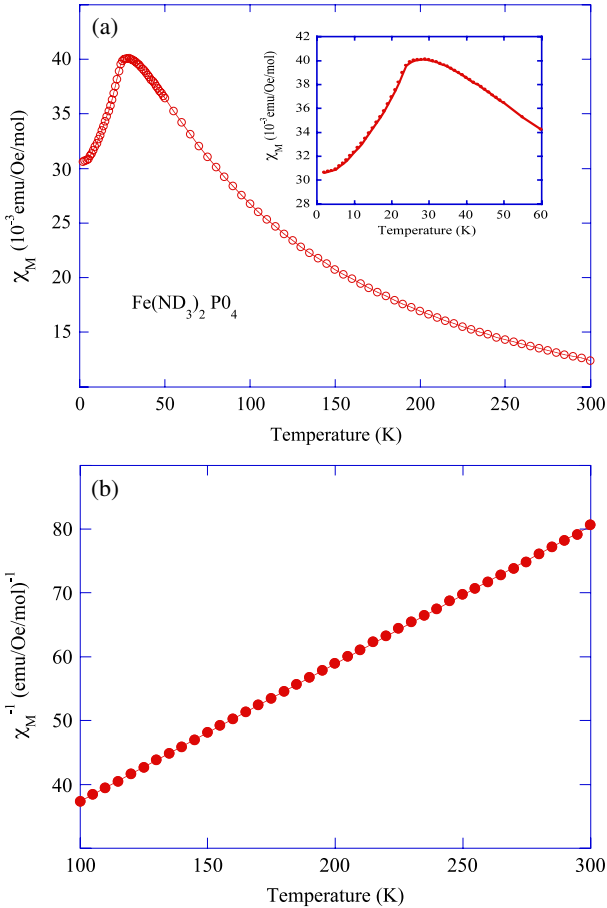 (a)
χM (10-3 emu/Oe/mol)
40
35
30
25
20
15
0 50 100 150 200 250 300
Temperature (K)
Fe(ND3)2 P04
χM (10-3 emu/Oe/mol)
42
40
38
36
34
32
30
28
0 10 20 30 40 50 60
Temperature (K)
(b)
χM-1 (emu/Oe/mol)-1
80
70
60
50
40
100 150 200 250 300
Temperature (K)